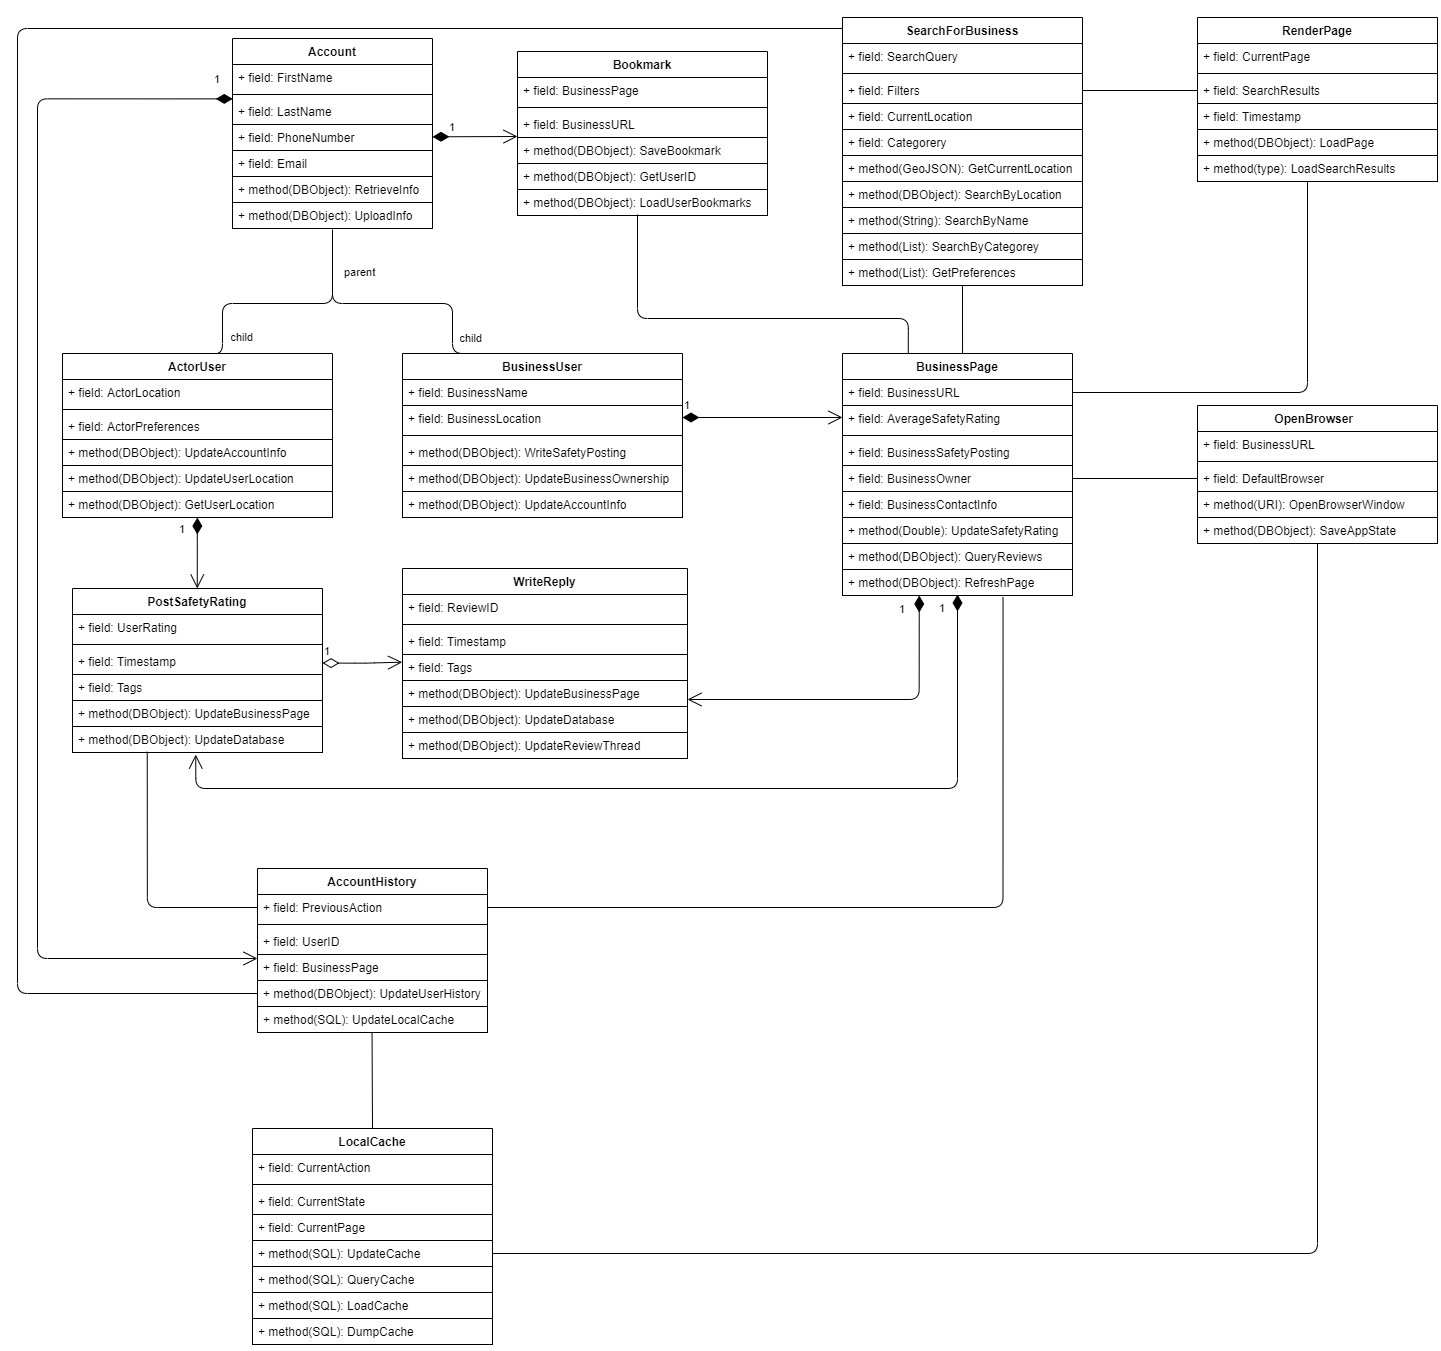 Account
+ field: FirstName
+ field: LastName
+ field: PhoneNumber
+ field: Email
+ method(DBObject): RetrieveInfo
+ method(DBObject): UploadInfo
1
1
Bookmark
+ field: BusinessPage
+ field: BusinessURL
+ method(DBObject): SaveBookmark
+ method(DBObject): GetUserID
+ method(DBObject): LoadUserBookmarks
SearchForBusiness
+ field: SearchQuery
+ field: Filters
+ field: CurrentLocation
+ field: Categorery
+ method(GeoJSON): GetCurrentLocation
+ method(DBObject): SearchByLocation
+ method(String): SearchByName
+ method(List): SearchByCategorey
+ method(List): GetPreferences
RenderPage
+ field: CurrentPage
+ field: SearchResults
+ field: Timestamp
+ method(DBObject): LoadPage
+ method(type): LoadSearchResults
parent
child
child
ActorUser
+ field: ActorLocation
+ field: ActorPreferences
+ method(DBObject): UpdateAccountInfo
+ method(DBObject): UpdateUserLocation
+ method(DBObject): GetUserLocation
1
BusinessUser
+ field: BusinessName
+ field: BusinessLocation
+ method(DBObject): WriteSafetyPosting
+ method(DBObject): UpdateBusinessOwnership
+ method(DBObject): UpdateAccountInfo
1
BusinessPage
+ field: BusinessURL
+ field: AverageSafetyRating
+ field: BusinessSafetyPosting
+ field: BusinessOwner
+ field: BusinessContactInfo
+ method(Double): UpdateSafetyRating
+ method(DBObject): QueryReviews
+ method(DBObject): RefreshPage
1
1
OpenBrowser
+ field: BusinessURL
+ field: DefaultBrowser
+ method(URI): OpenBrowserWindow
+ method(DBObject): SaveAppState
PostSafetyRating
+ field: UserRating
+ field: Timestamp
+ field: Tags
+ method(DBObject): UpdateBusinessPage
+ method(DBObject): UpdateDatabase
1
WriteReply
+ field: ReviewID
+ field: Timestamp
+ field: Tags
+ method(DBObject): UpdateBusinessPage
+ method(DBObject): UpdateDatabase
+ method(DBObject): UpdateReviewThread
AccountHistory
+ field: PreviousAction
+ field: UserID
+ field: BusinessPage
+ method(DBObject): UpdateUserHistory
+ method(SQL): UpdateLocalCache
LocalCache
+ field: CurrentAction
+ field: CurrentState
+ field: CurrentPage
+ method(SQL): UpdateCache
+ method(SQL): QueryCache
+ method(SQL): LoadCache
+ method(SQL): DumpCache